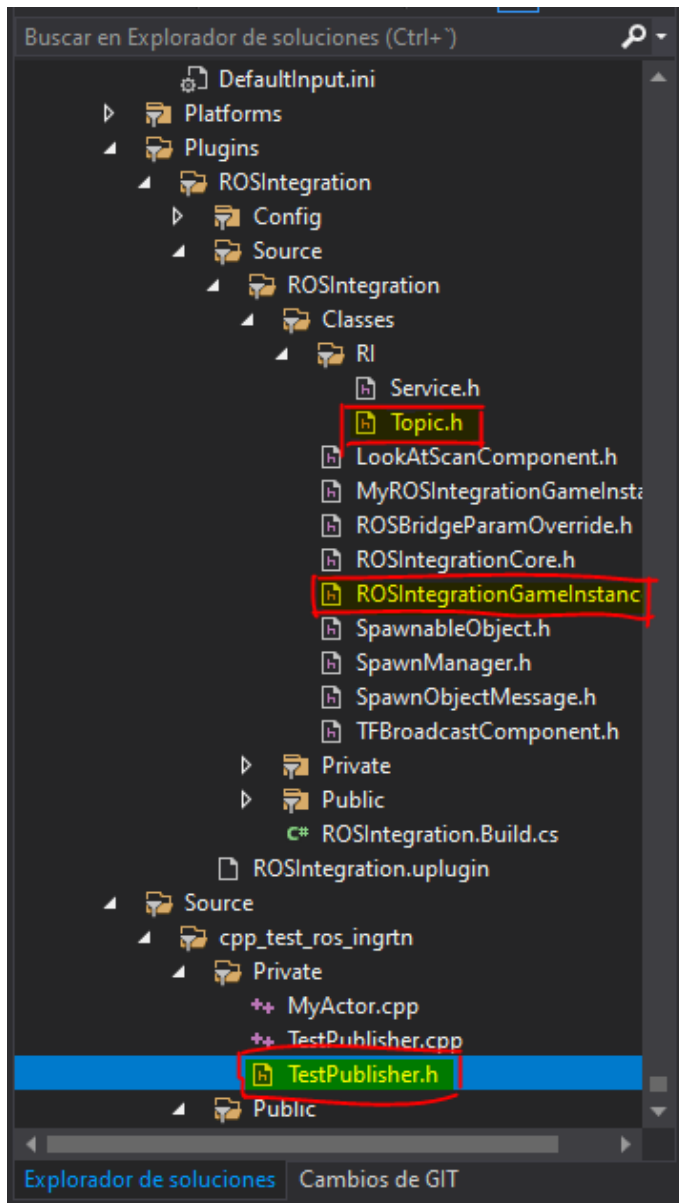 Buscar en Explorador de soluciones (Ctrl+`)
DefaultInput.ini
Platforms
Plugins
ROSIntegration
Config
Source
ROSIntegration
Classes
RI
Service.h
Topic.h
LookAtScanComponent.h
MyROSIntegrationGameInsta
ROSBridgeParamOverride.h
ROSIntegrationCore.h
ROSIntegrationGameInstanc
SpawnableObject.h
SpawnManager.h
SpawnObjectMessage.h
TFBroadcastComponent.h
Private
Public
C# ROSIntegration.Build.cs
ROSIntegration.uplugin
Source
cpp_test_ros_ingrtn
Private
++ MyActor.cpp
++ TestPublisher.cpp
TestPublisher.h
Public
Explorador de soluciones Cambios de GIT